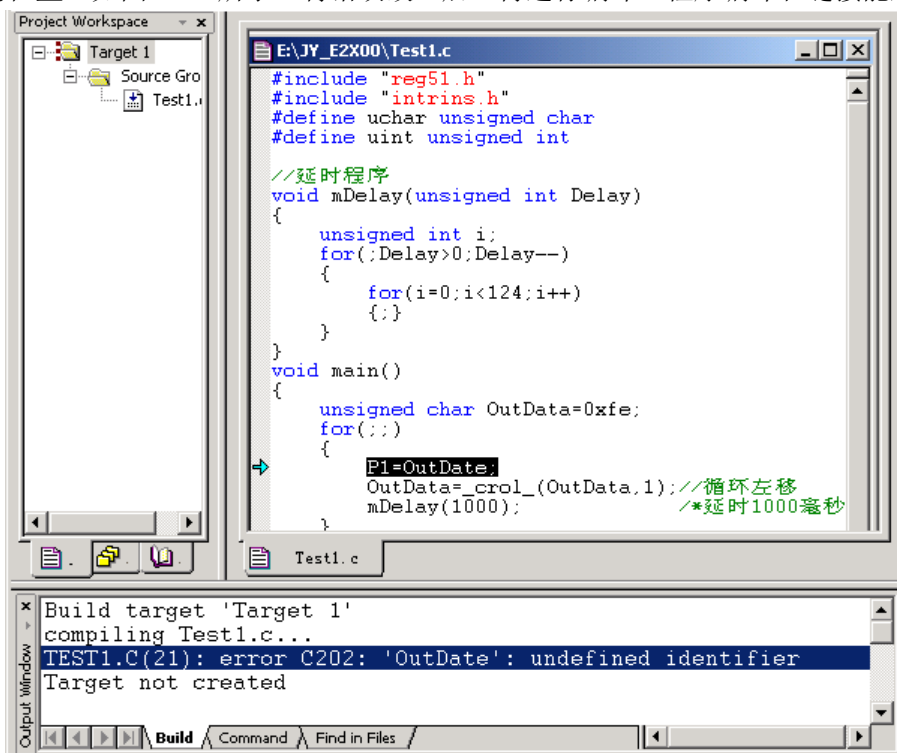 Project Workspace
Target 1
Source Gro
Test1.
E:\JY_E2X00\Test1.c
#include "reg51.h"
#include "intrins.h"
#define uchar unsigned char
#define uint unsigned int
//延时程序
void mDelay(unsigned int Delay)
{
unsigned int i;
for(;Delay>0;Delay--)
{
for(i=0;i<124;i++)
{;}
}
}
void main()
{
unsigned char OutData=0xfe;
for(;;)
{
P1=OutDate;
OutData=_crol_(OutData,1);//循环左移
mDelay(1000); /*延时1000毫秒
}
Test1.c
Build target 'Target 1'
compiling Test1.c...
TEST1.C(21): error C202: 'OutDate': undefined identifier
Target not created
Output Window
Build
Command
Find in Files